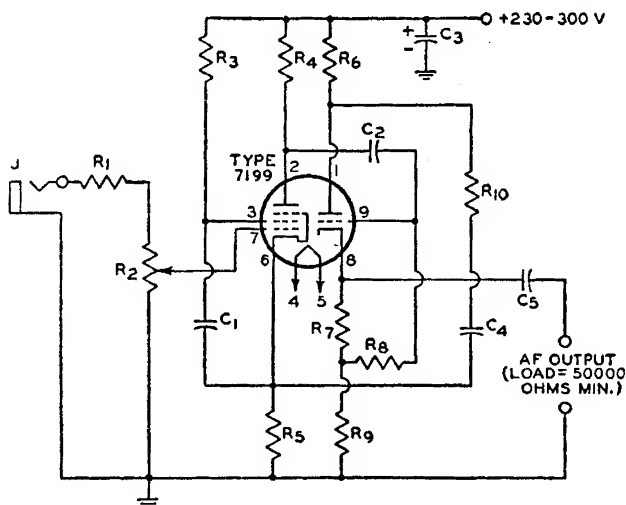 +230-300 V
C3
+
-
R3
R4
R6
C2
TYPE
7199
2
1
J
R1
R10
3
9
7
6
8
R2
4
5
C5
C1
R7
C4
R8
AF OUTPUT
(LOAD=50000
OHMS MIN.)
R5
R9